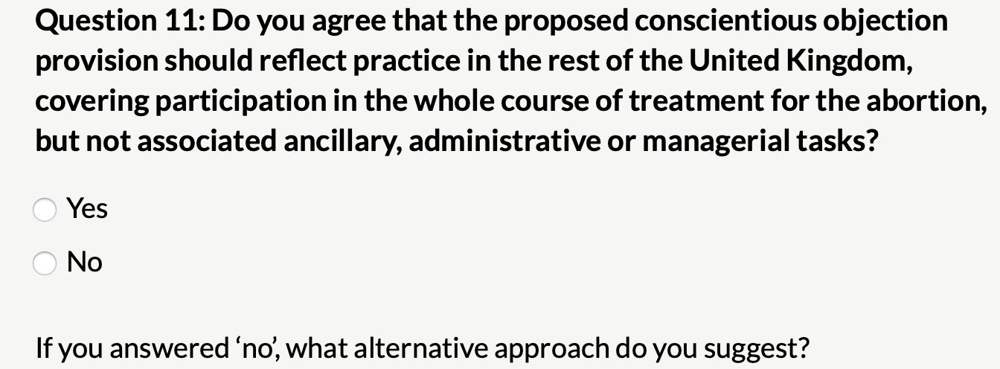 Question 11: Do you agree that the proposed conscientious objection
provision should reflect practice in the rest of the United Kingdom,
covering participation in the whole course of treatment for the abortion,
but not associated ancillary, administrative or managerial tasks?
Yes
No
If you answered ‘no’, what alternative approach do you suggest?